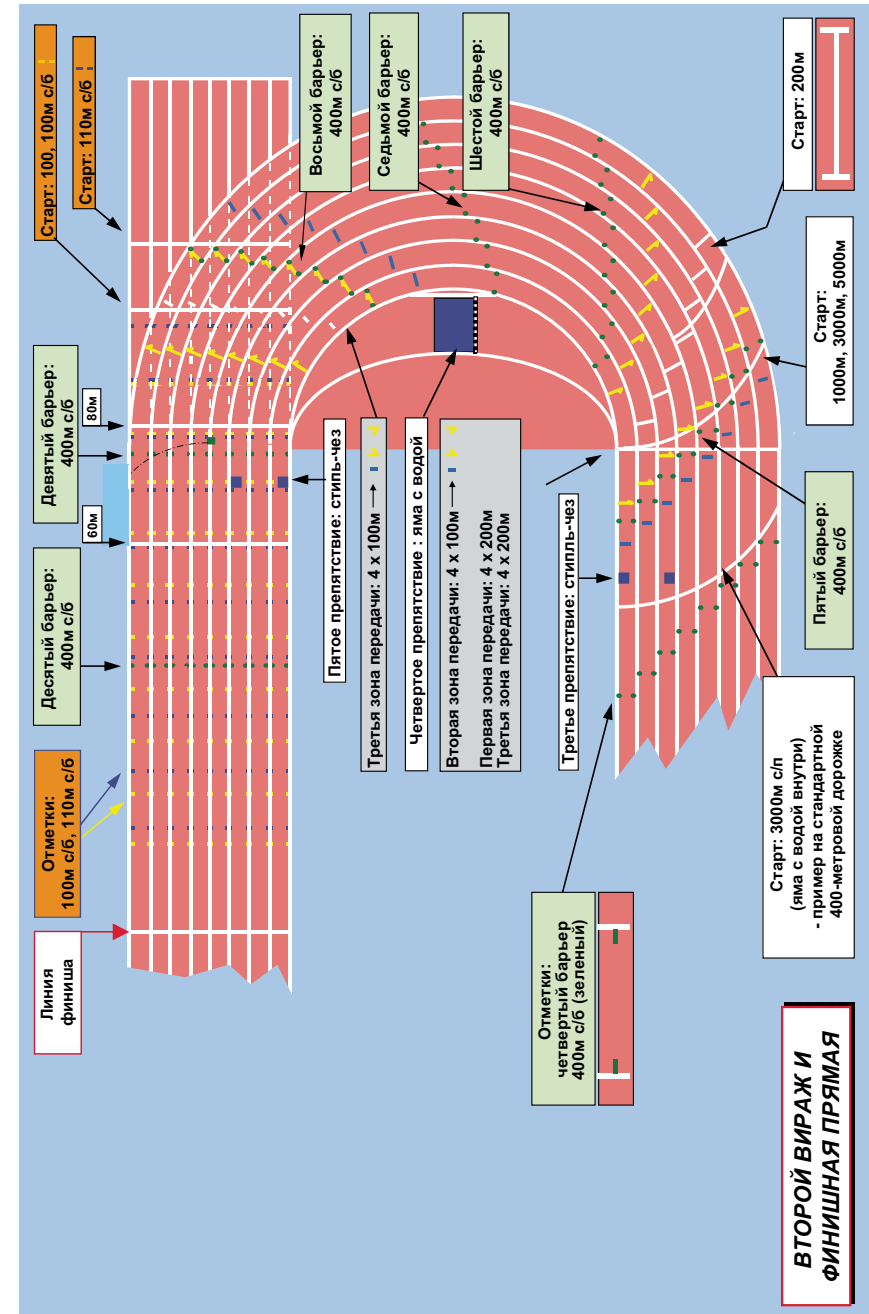 Старт: 100, 100м с/б
Старт: 110м с/б
Восьмой барьер:
400м с/б
Седьмой барьер:
400м с/б
Шестой барьер:
400м с/б
Старт: 200м
Девятый барьер:
400м с/б
80м
60м
Старт:
1000м, 3000м, 5000м
Десятый барьер:
400м с/б
Пятое препятствие: стипль-чез
Третья зона передачи: 4 х 100м
Четвертое препятствие : яма с водой
Вторая зона передачи: 4 х 100м
Первая зона передачи: 4 х 200м
Третья зона передачи: 4 х 200м
Третье препятствие: стипль-чез
Пятый барьер:
400м с/б
Отметки:
100м с/б, 110м с/б
Старт: 3000м с/п
(яма с водой внутри)
- пример на стандартной
400-метровой дорожке
Линия
финиша
Отметки:
четвертый барьер
400м с/б (зеленый)
ВТОРОЙ ВИРАЖ И
ФИНИШНАЯ ПРЯМАЯ